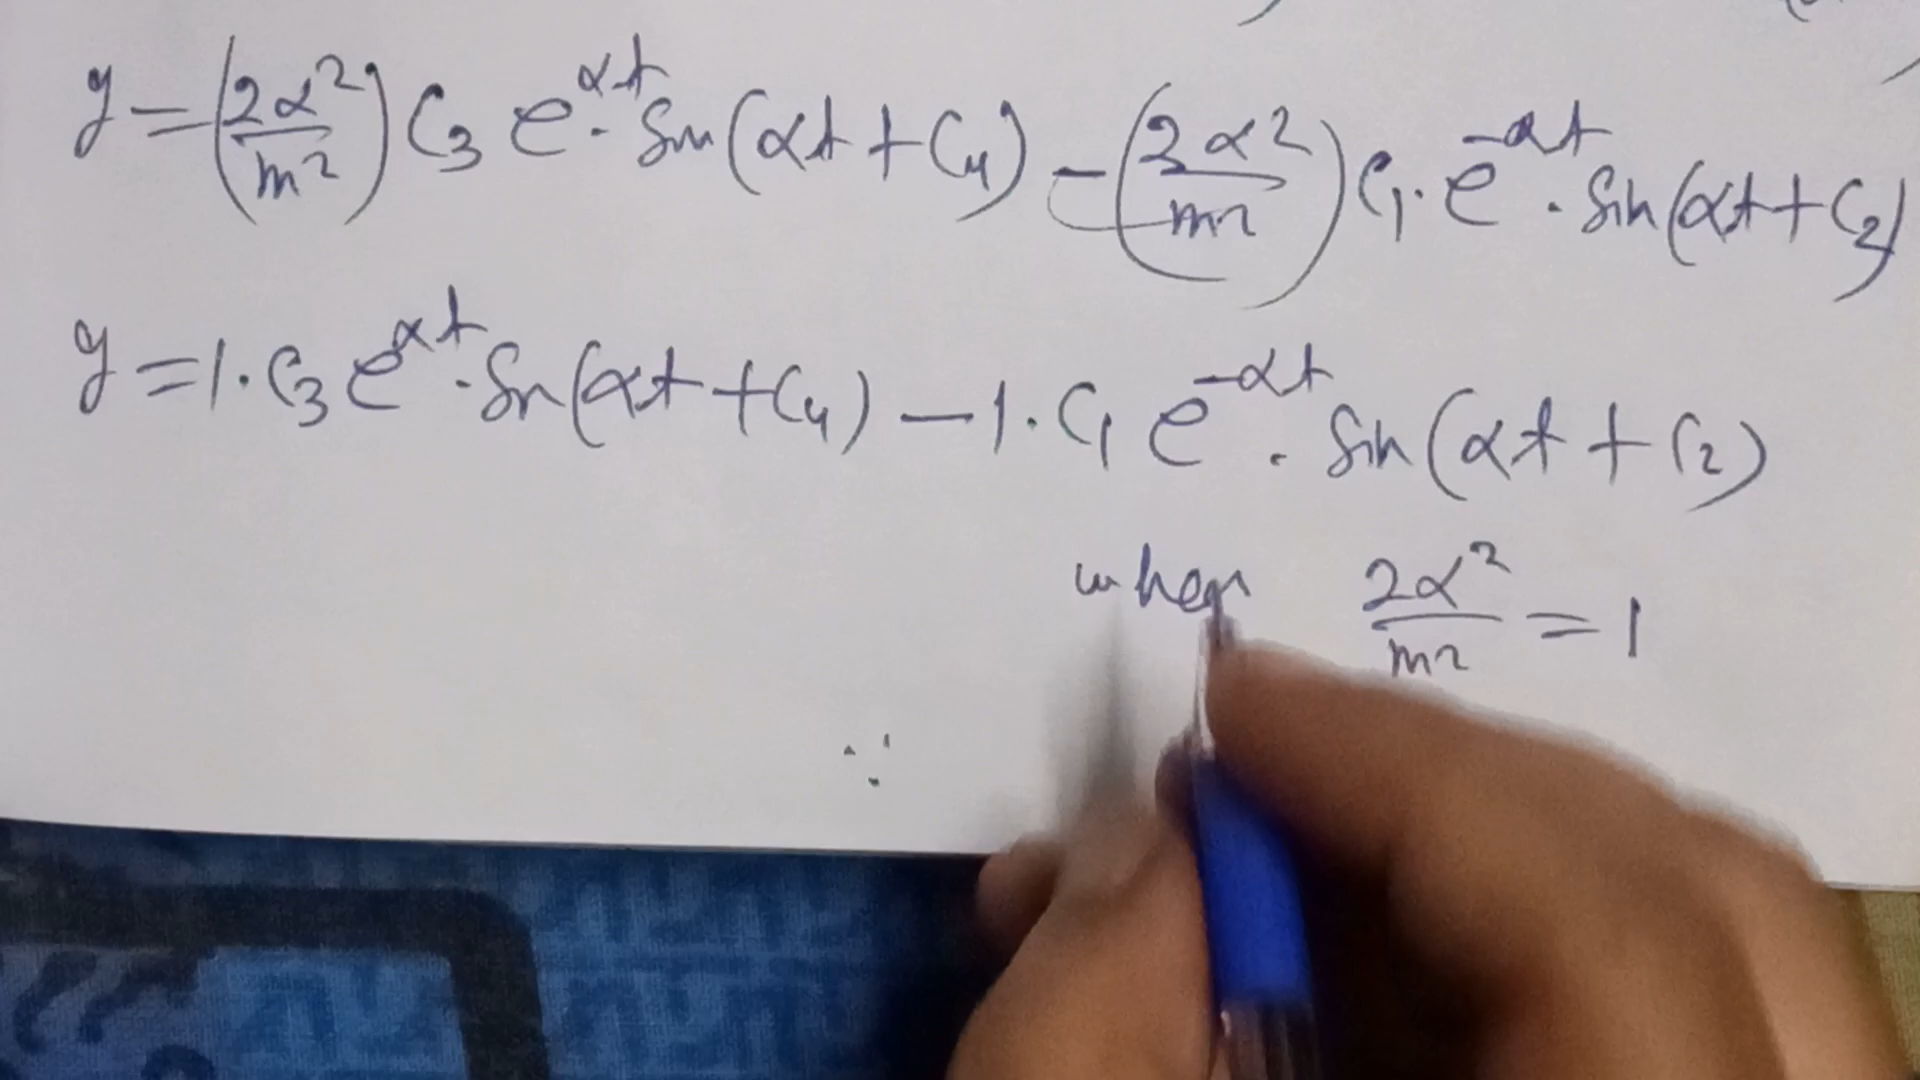 y = (2α²/m²) C₃ e^{αt} · Sin(αt + C₄) - (2α²/m²) C₁ · e^{-αt} · Sin(αt + C₂)
y = 1 · C₃ e^{αt} · Sin(αt + C₄) - 1 · C₁ e^{-αt} · Sin(αt + C₂)
when 2α²/m² = 1
∵